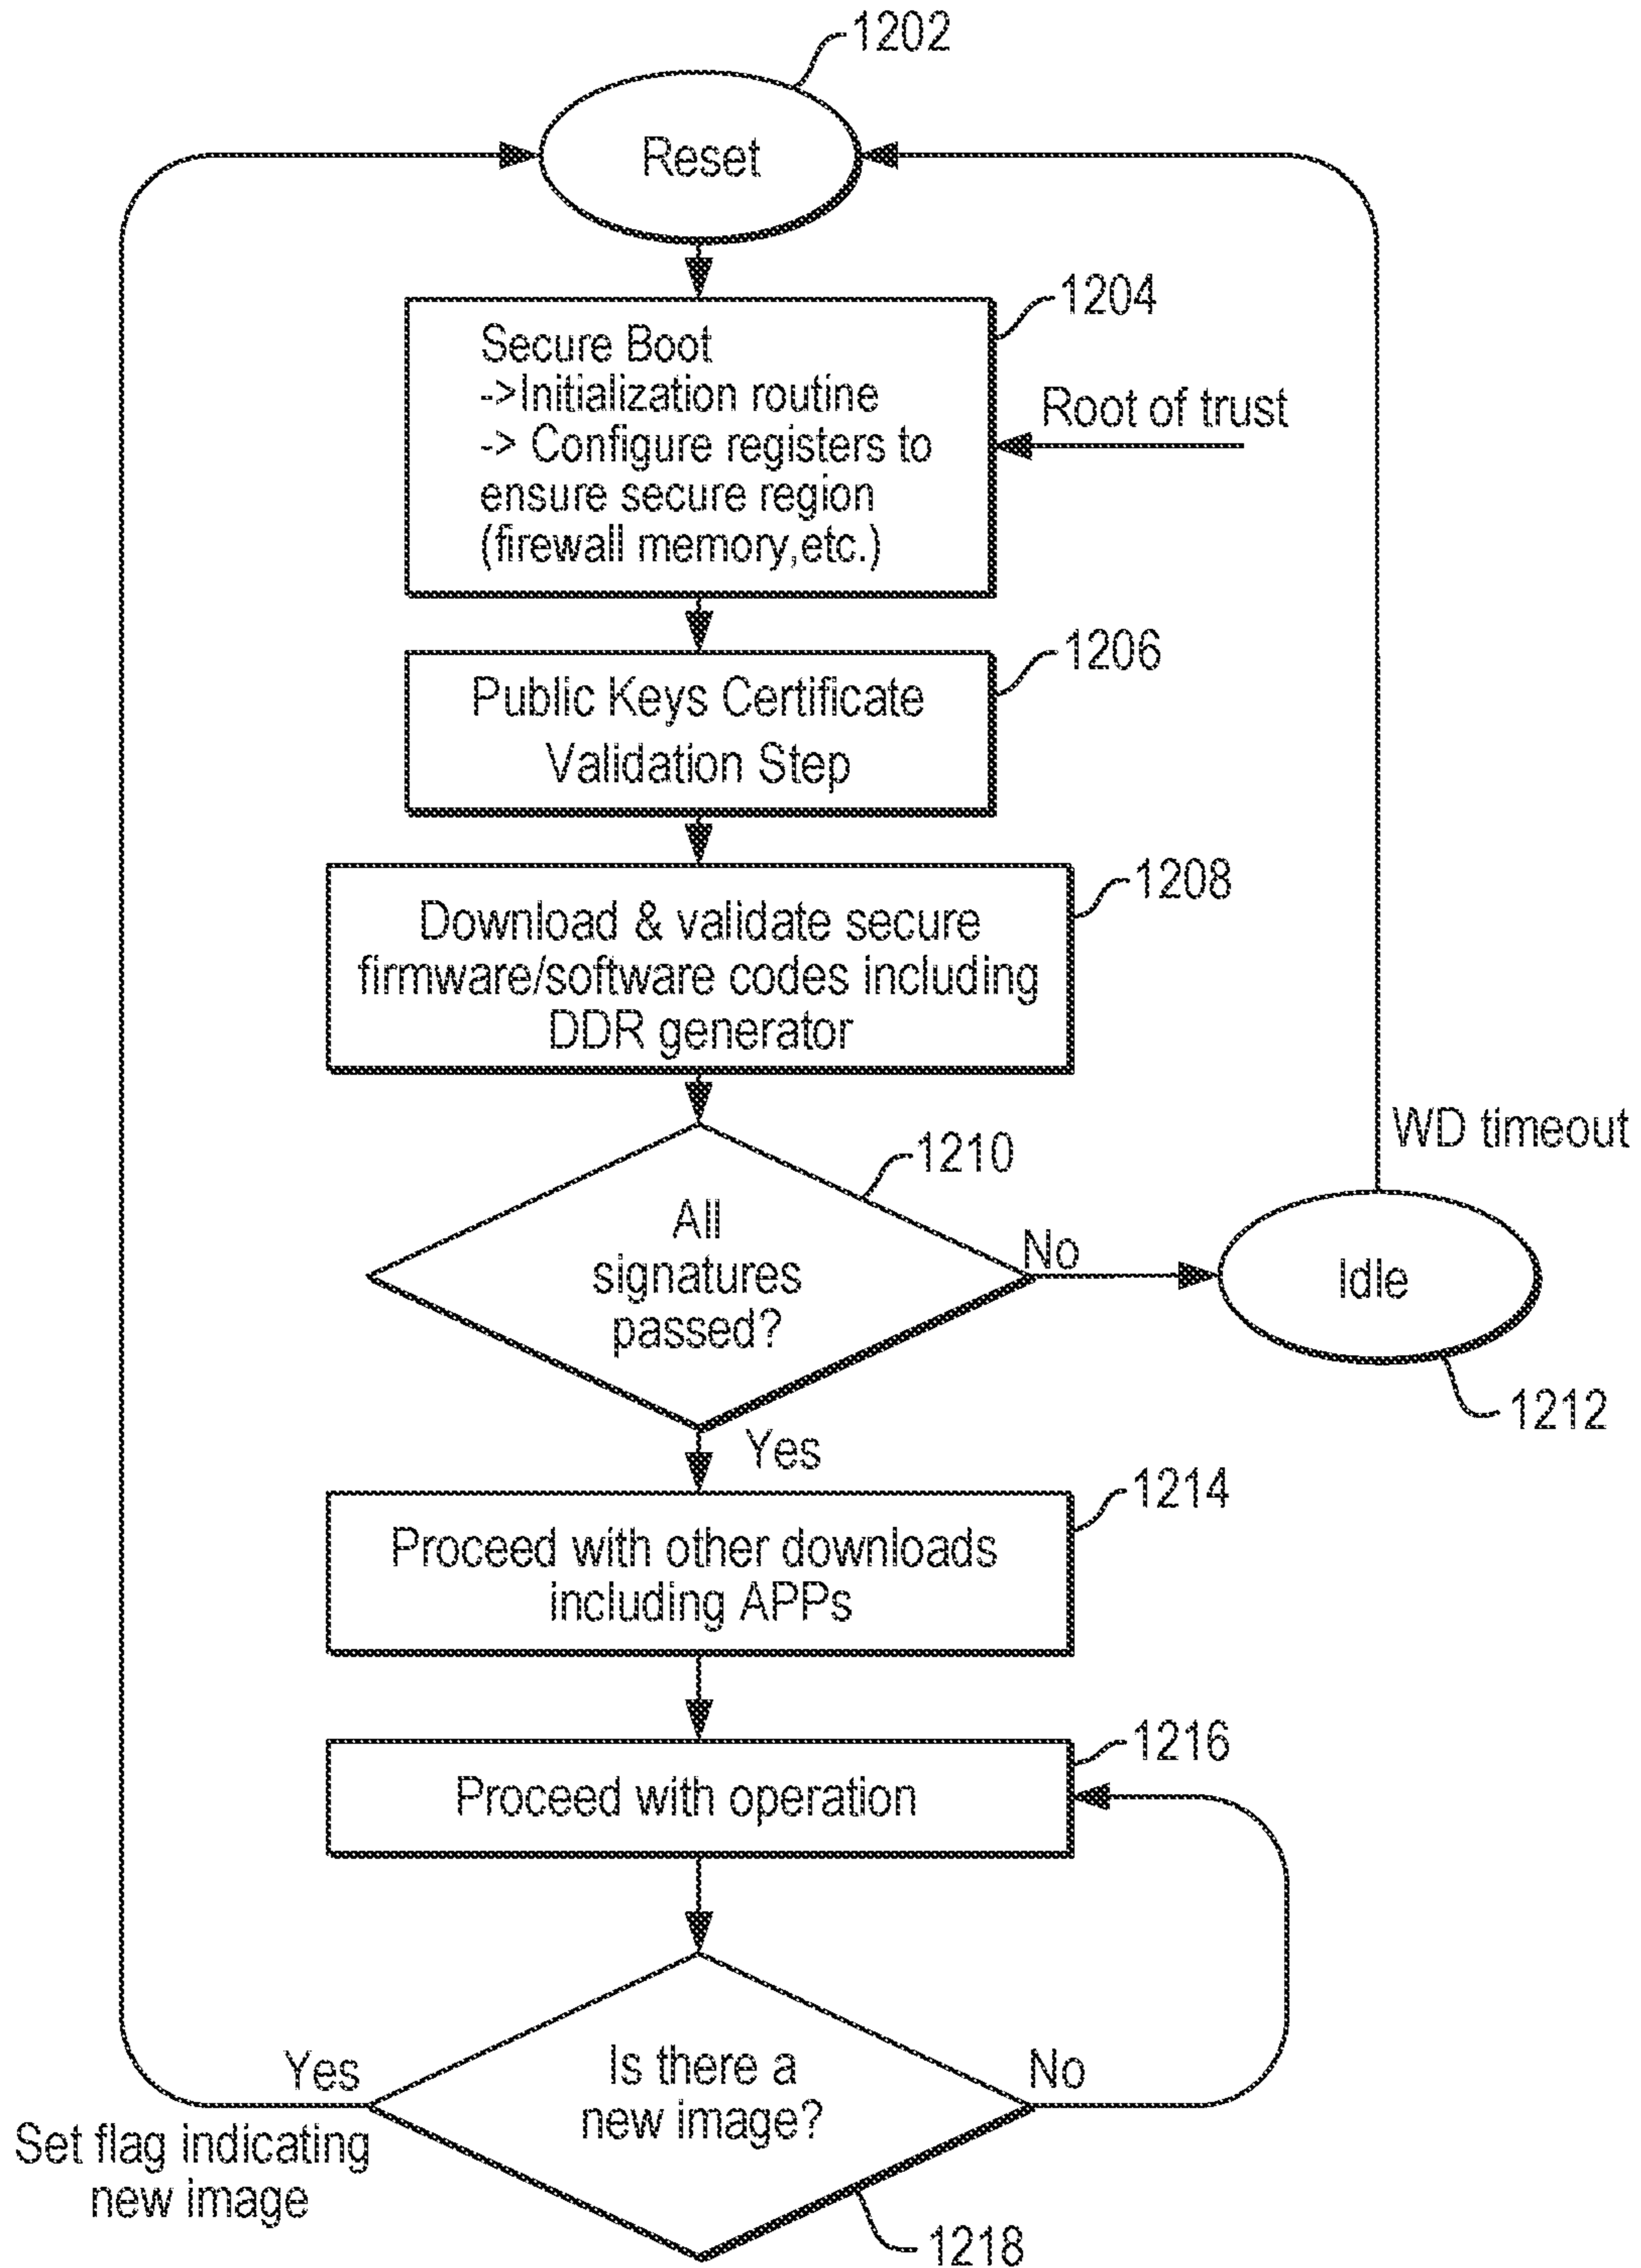 1202
Reset
1204
Secure Boot
->Initialization routine
-> Configure registers to
ensure secure region
(firewall memory,etc.)
Root of trust
1206
Public Keys Certificate
Validation Step
1208
Download & validate secure
firmware/software codes including
DDR generator
WD timeout
1210
All
signatures
passed?
No
Idle
1212
Yes
1214
Proceed with other downloads
including APPs
1216
Proceed with operation
Is there a
new image?
Yes
No
Set flag indicating
new image
1218